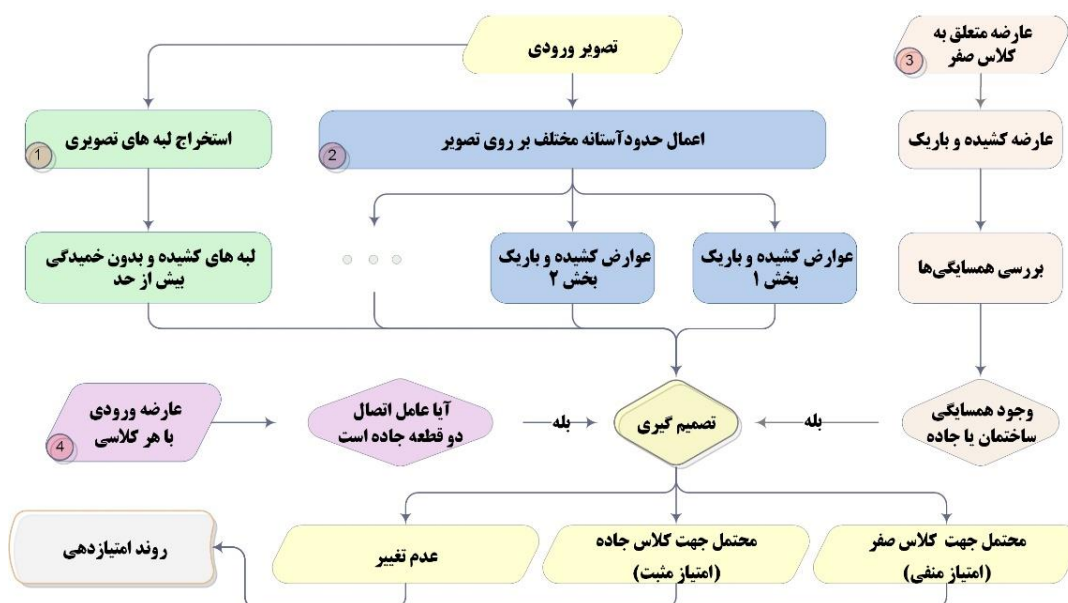 تصویر ورودی
عارضه متعلق به
کلاس صفر
3
استخراج لبه های تصویری
1
اعمال حدودآستانه مختلف بر روی تصویر
2
عارضه کشیده و باریک
لبه های کشیده و بدون خمیدگی
بیش از حد
عوارض کشیده و باریک
بخش ۲
عوارض کشیده و باریک
بخش ۱
بررسی همسایگی‌ها
عارضه ورودی
با هر کلاسی
4
آیا عامل اتصال
دو قطعه جاده است
بله
تصمیم گیری
بله
وجود همسایگی
ساختمان یا جاده
روند امتیازدهی
عدم تغییر
محتمل جهت کلاس جاده
(امتیاز مثبت)
محتمل جهت کلاس صفر
(امتیاز منفی)